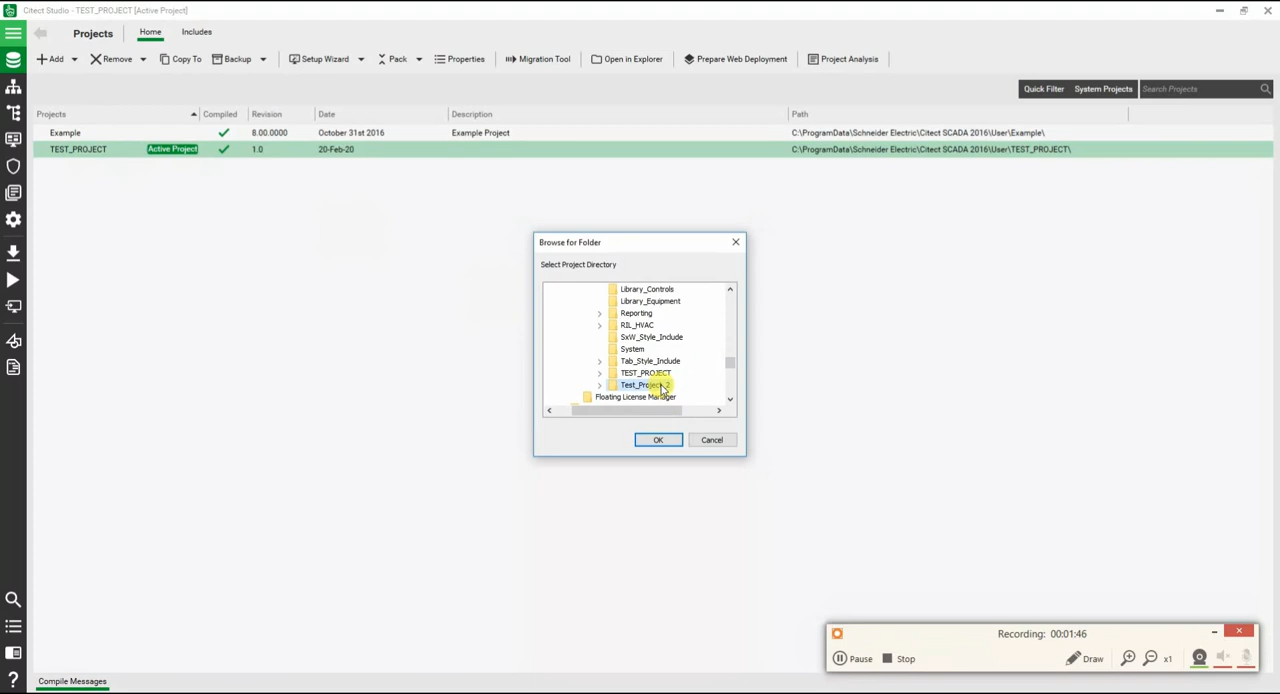 Citect Studio - TEST_PROJECT [Active Project]
Projects Home Includes
Add Remove Copy To Backup Setup Wizard Pack Properties Migration Tool Open in Explorer Prepare Web Deployment Project Analysis
Quick Filter System Projects Search Projects
Projects Compiled Revision Date Description Path
Example 8.00.0000 October 31st 2016 Example Project C:\ProgramData\Schneider Electric\Citect SCADA 2016\User\Example\
TEST_PROJECT Active Project 1.0 20-Feb-20 C:\ProgramData\Schneider Electric\Citect SCADA 2016\User\TEST_PROJECT\
Browse for Folder
Select Project Directory
Library_Controls
Library_Equipment
Reporting
RIL_HVAC
SxW_Style_Include
System
Tab_Style_Include
TEST_PROJECT
Test_Project_2
Floating License Manager
OK Cancel
Recording: 00:01:46
Pause Stop Draw x1
Compile Messages